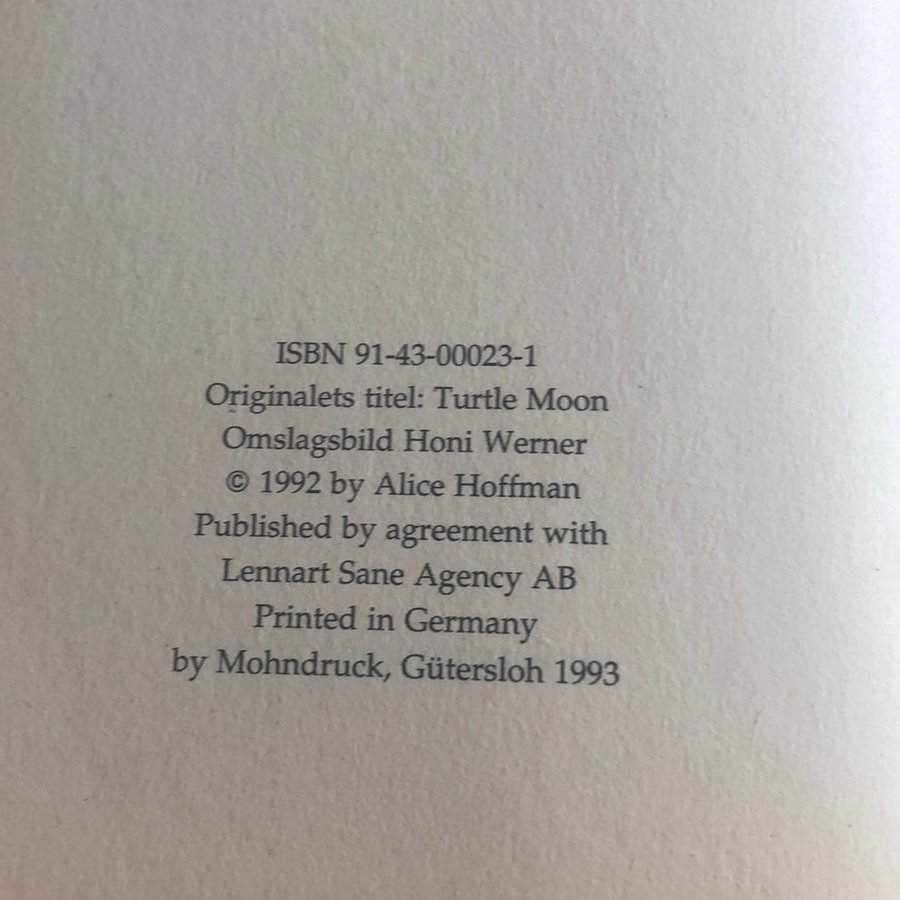 ISBN 91-43-00023-1
Originalets titel: Turtle Moon
Omslagsbild Honi Werner
© 1992 by Alice Hoffman
Published by agreement with
Lennart Sane Agency AB
Printed in Germany
by Mohndruck, Gütersloh 1993